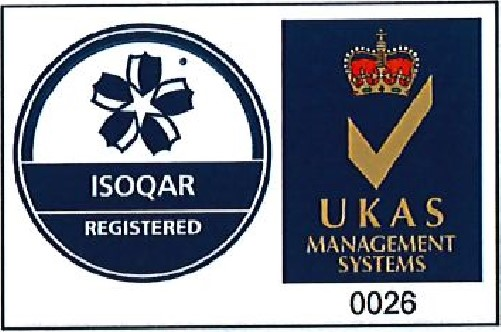 ISOQAR
REGISTERED
UKAS
MANAGEMENT
SYSTEMS
0026